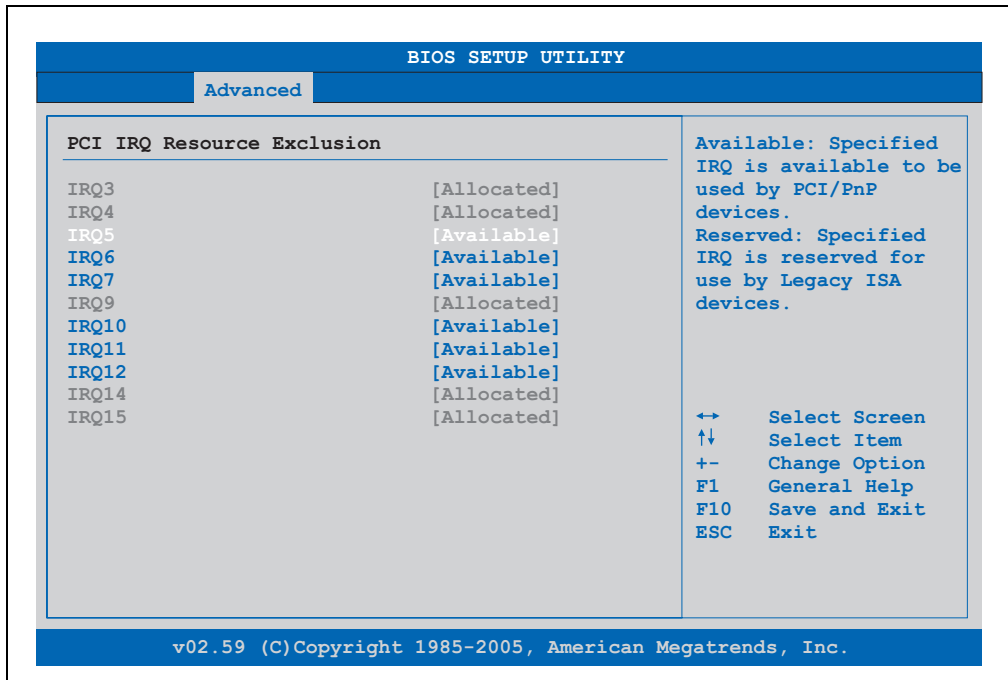 BIOS SETUP UTILITY
Advanced
PCI IRQ Resource Exclusion
IRQ3 [Allocated]
IRQ4 [Allocated]
IRQ5 [Available]
IRQ6 [Available]
IRQ7 [Available]
IRQ9 [Allocated]
IRQ10 [Available]
IRQ11 [Available]
IRQ12 [Available]
IRQ14 [Allocated]
IRQ15 [Allocated]
Available: Specified
IRQ is available to be
used by PCI/PnP
devices.
Reserved: Specified
IRQ is reserved for
use by Legacy ISA
devices.
↔ Select Screen
↑↓ Select Item
+- Change Option
F1 General Help
F10 Save and Exit
ESC Exit
v02.59 (C)Copyright 1985-2005, American Megatrends, Inc.